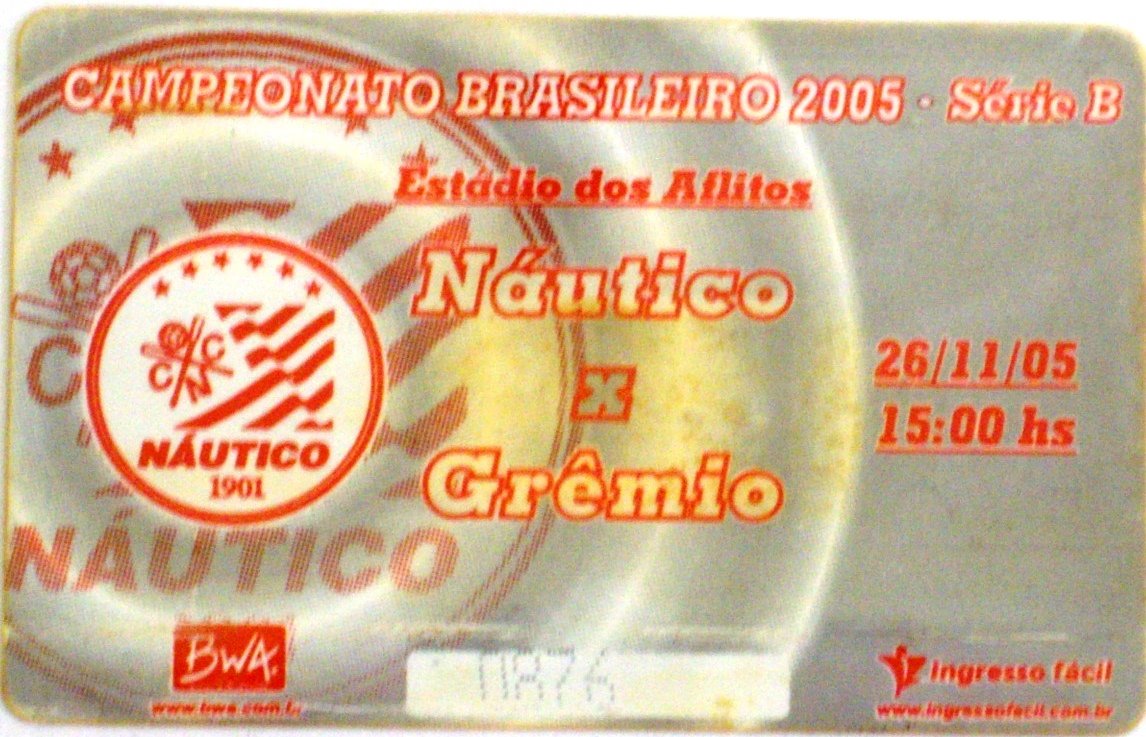 CAMPEONATO BRASILEIRO 2005 · Série B
Estádio dos Aflitos
Náutico
x
Grêmio
26/11/05
15:00 hs
C
C
N
NÁUTICO
1901
C
NÁUTICO
BWA
www.bwa.com.br
ingresso fácil
www.ingressofacil.com.br